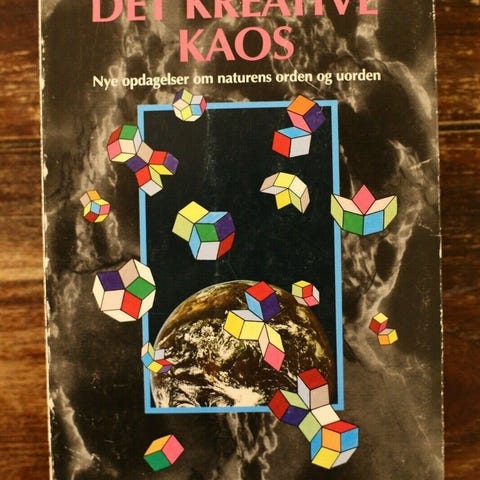 DET KREATIVE
KAOS
Nye opdagelser om naturens orden og uorden